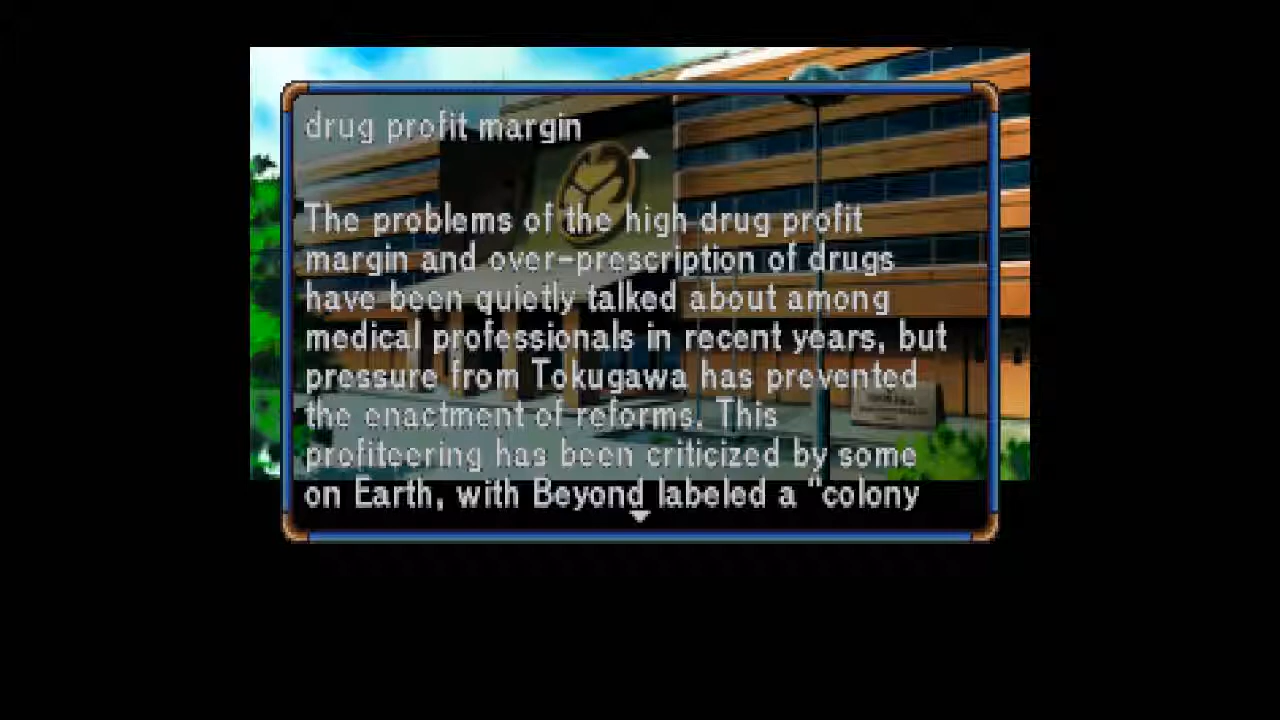 drug profit margin
The problems of the high drug profit
margin and over-prescription of drugs
have been quietly talked about among
medical professionals in recent years, but
pressure from Tokugawa has prevented
the enactment of reforms. This
profiteering has been criticized by some
on Earth, with Beyond labeled a "colony